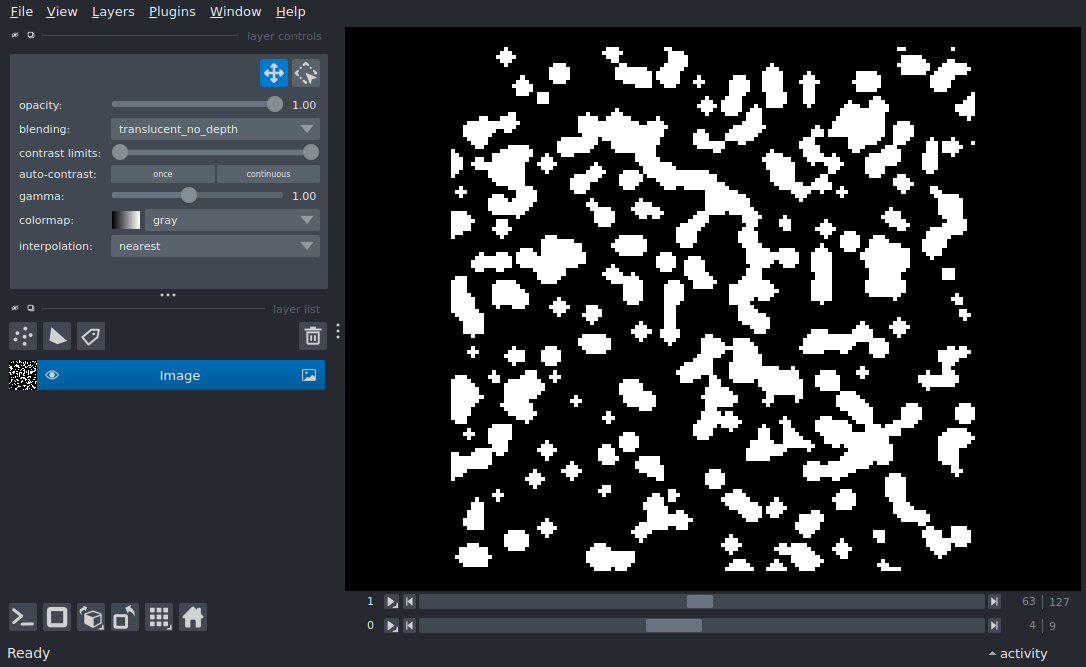 File View Layers Plugins Window Help
layer controls
opacity: 1.00
blending: translucent_no_depth
contrast limits:
auto-contrast: once continuous
gamma: 1.00
colormap: gray
interpolation: nearest
layer list
Image
1 63 127
0 4 9
Ready activity